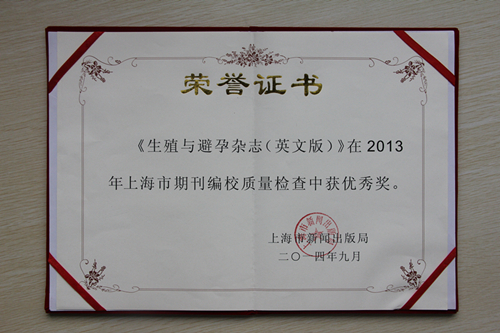 荣誉证书
《生殖与避孕杂志(英文版)》在2013
年上海市期刊编校质量检查中获优秀奖。
上海市新闻出版局
二〇一四年九月